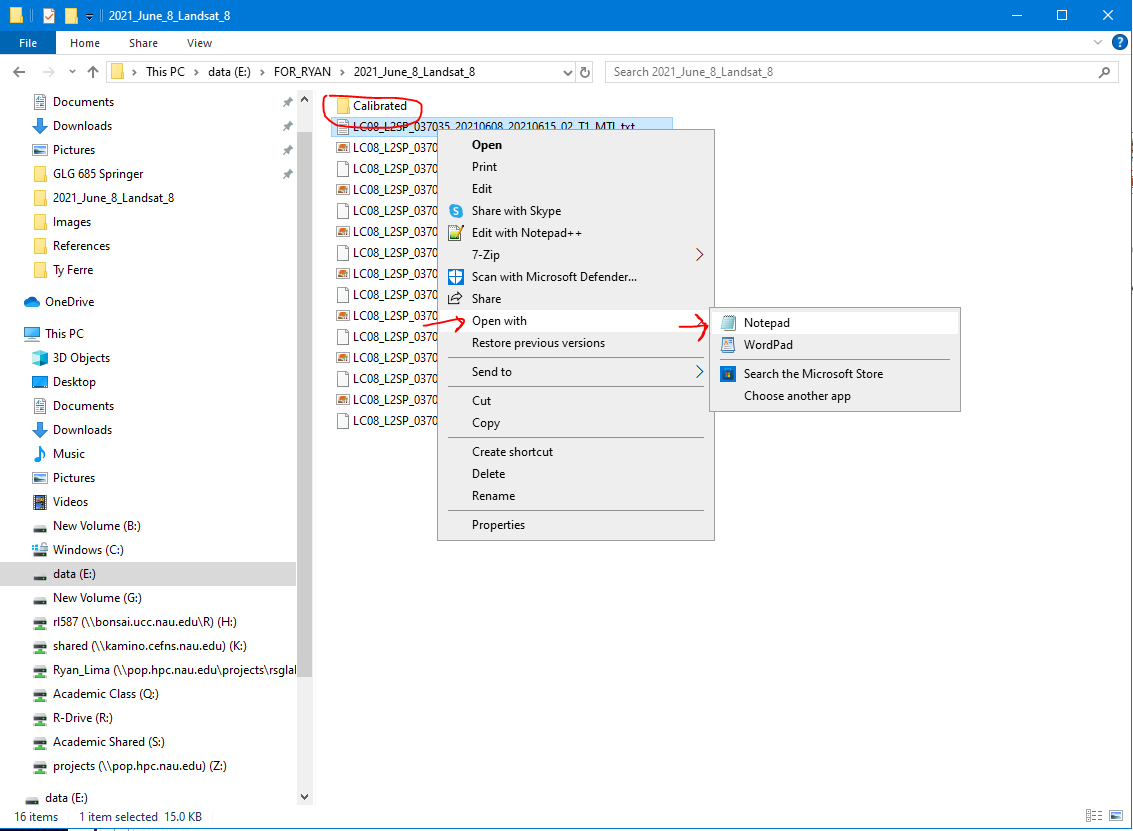 2021_June_8_Landsat_8
File Home Share View
This PC data (E:) FOR_RYAN 2021_June_8_Landsat_8 Search 2021_June_8_Landsat_8
Documents
Downloads
Pictures
GLG 685 Springer
2021_June_8_Landsat_8
Images
References
Ty Ferre
OneDrive
This PC
3D Objects
Desktop
Documents
Downloads
Music
Pictures
Videos
New Volume (B:)
Windows (C:)
data (E:)
New Volume (G:)
rl587 (\\bonsai.ucc.nau.edu\R) (H:)
shared (\\kamino.cefns.nau.edu) (K:)
Ryan_Lima (\\pop.hpc.nau.edu\projects\rsglal
Academic Class (Q:)
R-Drive (R:)
Academic Shared (S:)
projects (\\pop.hpc.nau.edu) (Z:)
data (E:)
Calibrated
LC08_L2SP_037035_20210608_20210615_02_T1_MTL.txt
LC08_L2SP_0370
LC08_L2SP_0370
LC08_L2SP_0370
LC08_L2SP_0370
LC08_L2SP_0370
LC08_L2SP_0370
LC08_L2SP_0370
LC08_L2SP_0370
LC08_L2SP_0370
LC08_L2SP_0370
LC08_L2SP_0370
LC08_L2SP_0370
LC08_L2SP_0370
LC08_L2SP_0370
Open
Print
Edit
Share with Skype
Edit with Notepad++
7-Zip
Scan with Microsoft Defender...
Share
Open with
Restore previous versions
Send to
Cut
Copy
Create shortcut
Delete
Rename
Properties
Notepad
WordPad
Search the Microsoft Store
Choose another app
16 items 1 item selected 15.0 KB